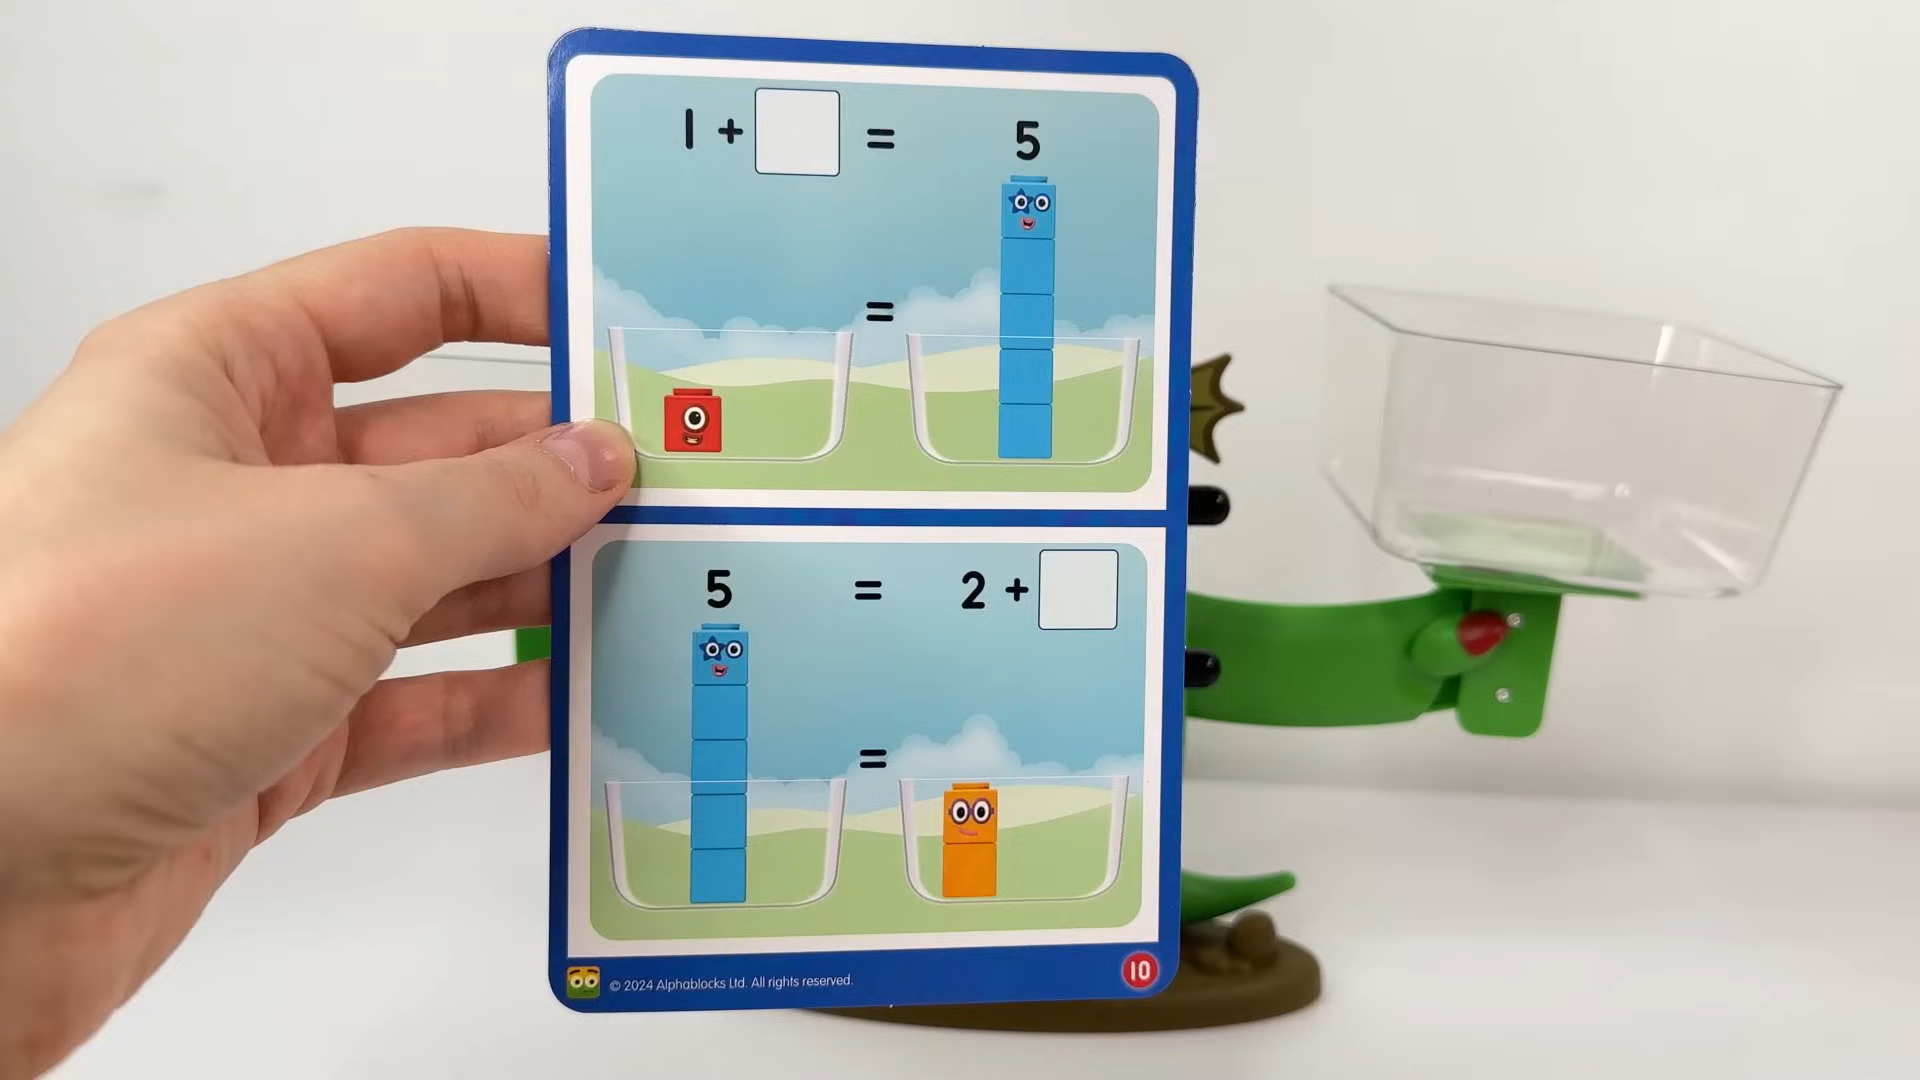 1 + = 5
=
5 = 2 +
=
© 2024 Alphablocks Ltd. All rights reserved.
10